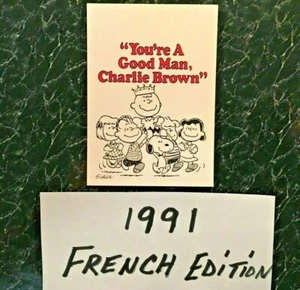 "You're A
Good Man,
Charlie Brown"
1991
FRENCH EDITION